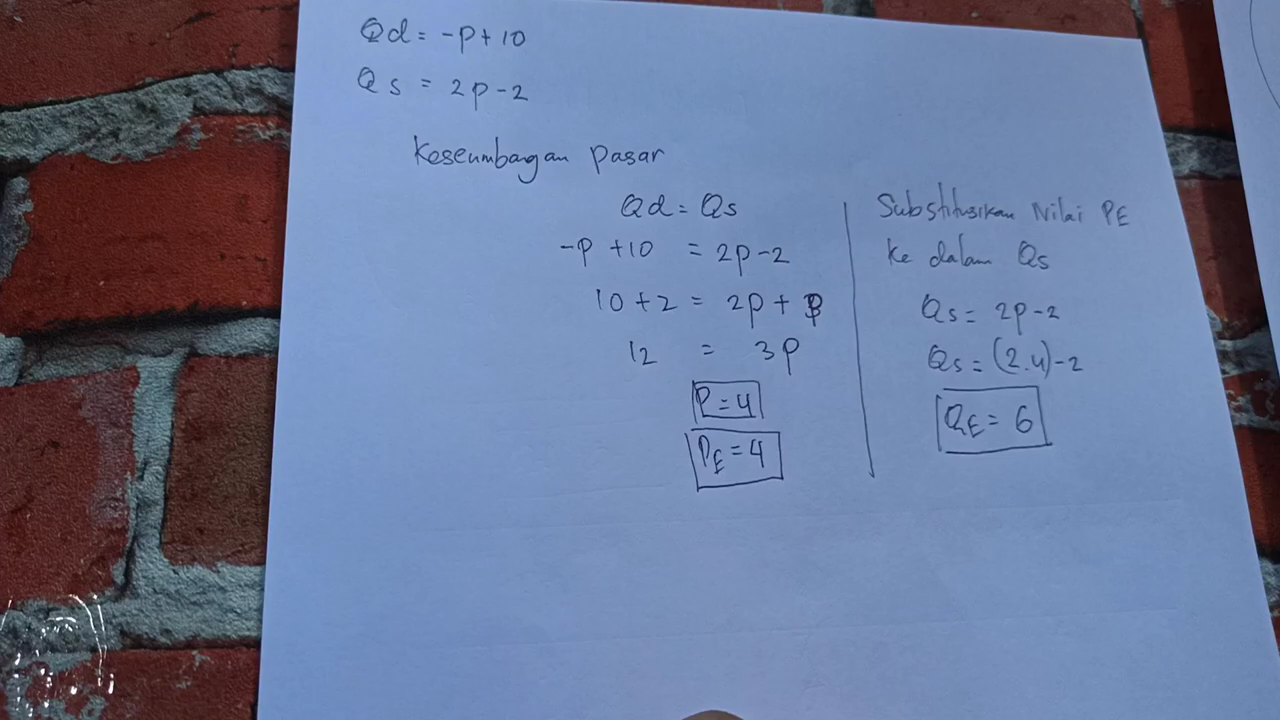 Qd = -P + 10
Qs = 2P - 2
Keseimbangan Pasar
Qd = Qs
-P + 10 = 2P - 2
10 + 2 = 2P + P
12 = 3P
P = 4
PE = 4
Substitusikan Nilai PE
ke dalam Qs
Qs = 2P - 2
Qs = (2.4) - 2
QE = 6